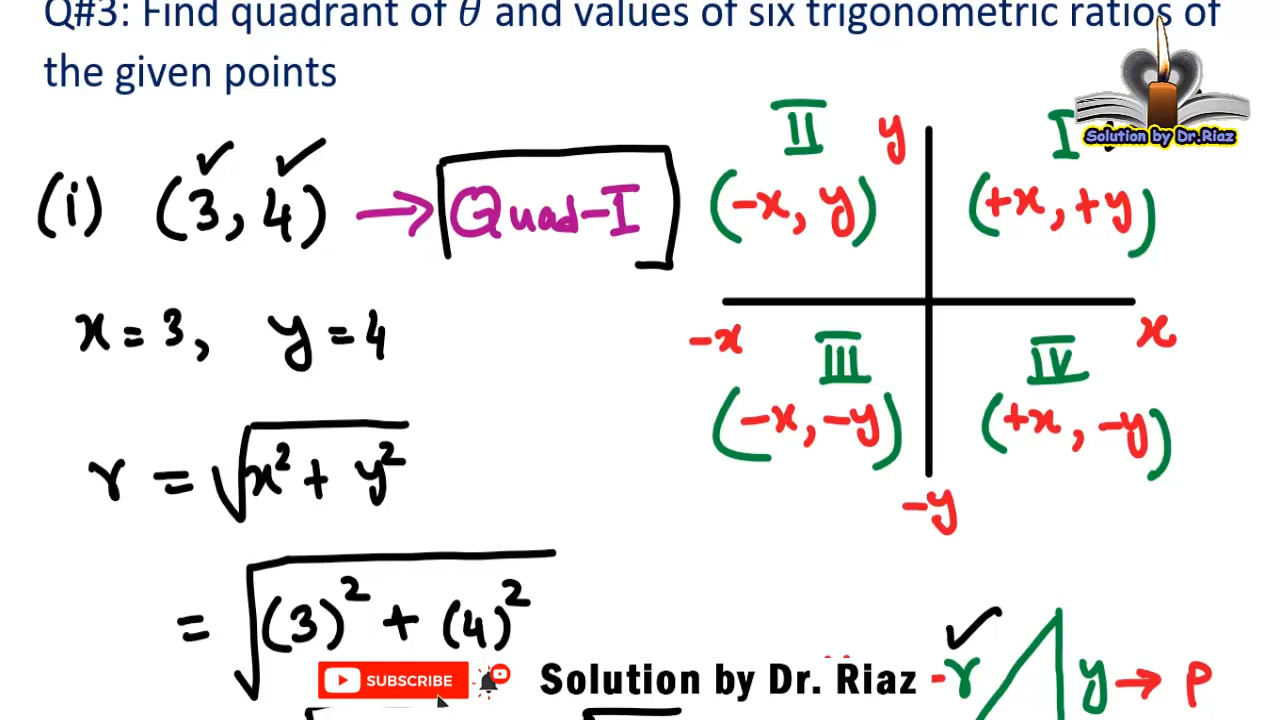 Q#3: Find quadrant of θ and values of six trigonometric ratios of
the given points
Solution by Dr.Riaz
(i) (3, 4) → Quad-I
x = 3, y = 4
r = √x² + y²
= √(3)² + (4)²
II y I
(-x, y) (+x, +y)
-x III IV x
(-x, -y) (+x, -y)
-y
r y → P
SUBSCRIBE
Solution by Dr. Riaz